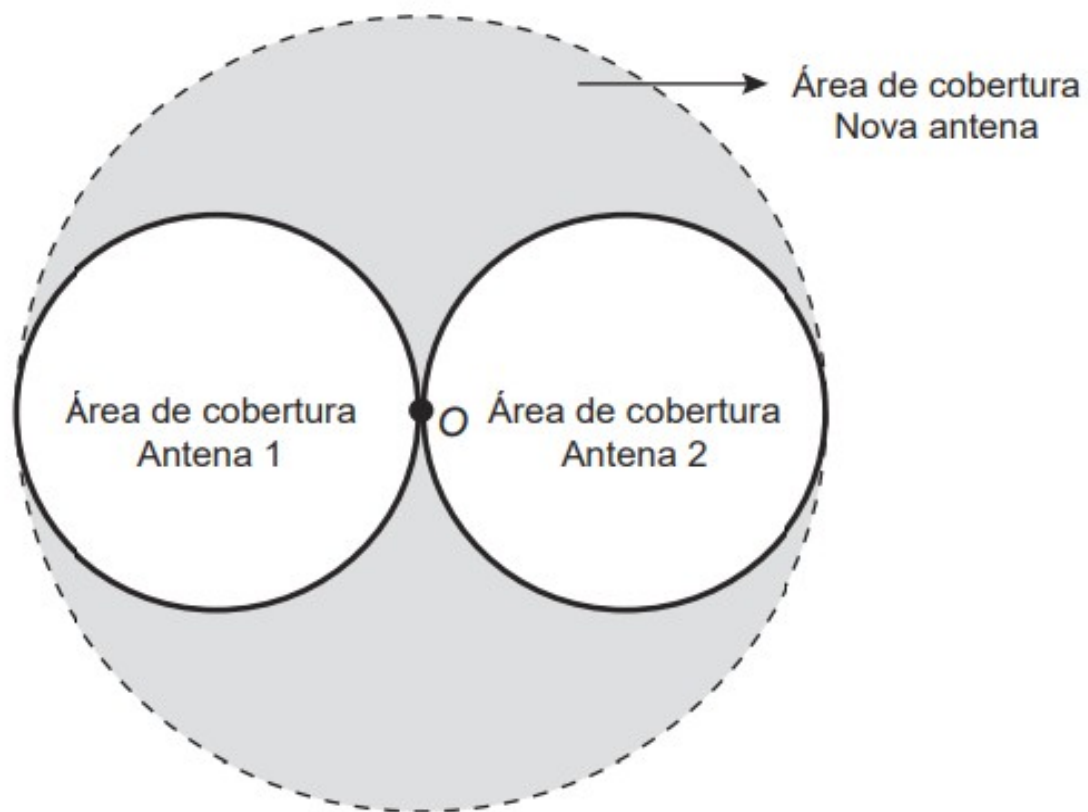 Área de cobertura
Nova antena
Área de cobertura
Antena 1
O
Área de cobertura
Antena 2